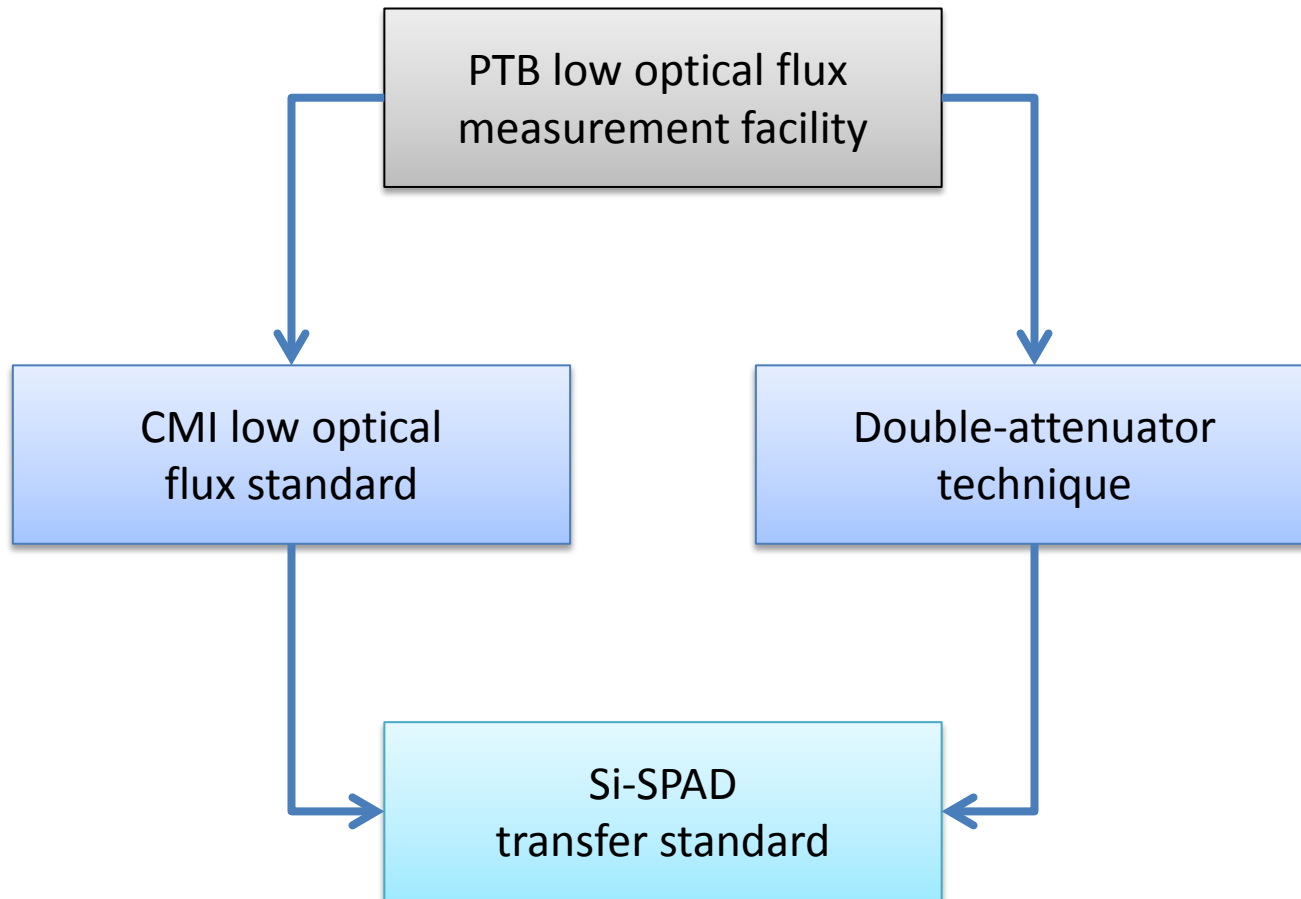 PTB low optical flux
measurement facility
CMI low optical
flux standard
Double-attenuator
technique
Si-SPAD
transfer standard